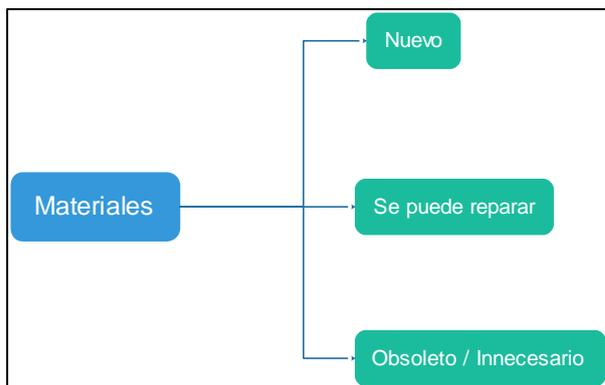 Nuevo
Materiales
Se puede reparar
Obsoleto / Innecesario